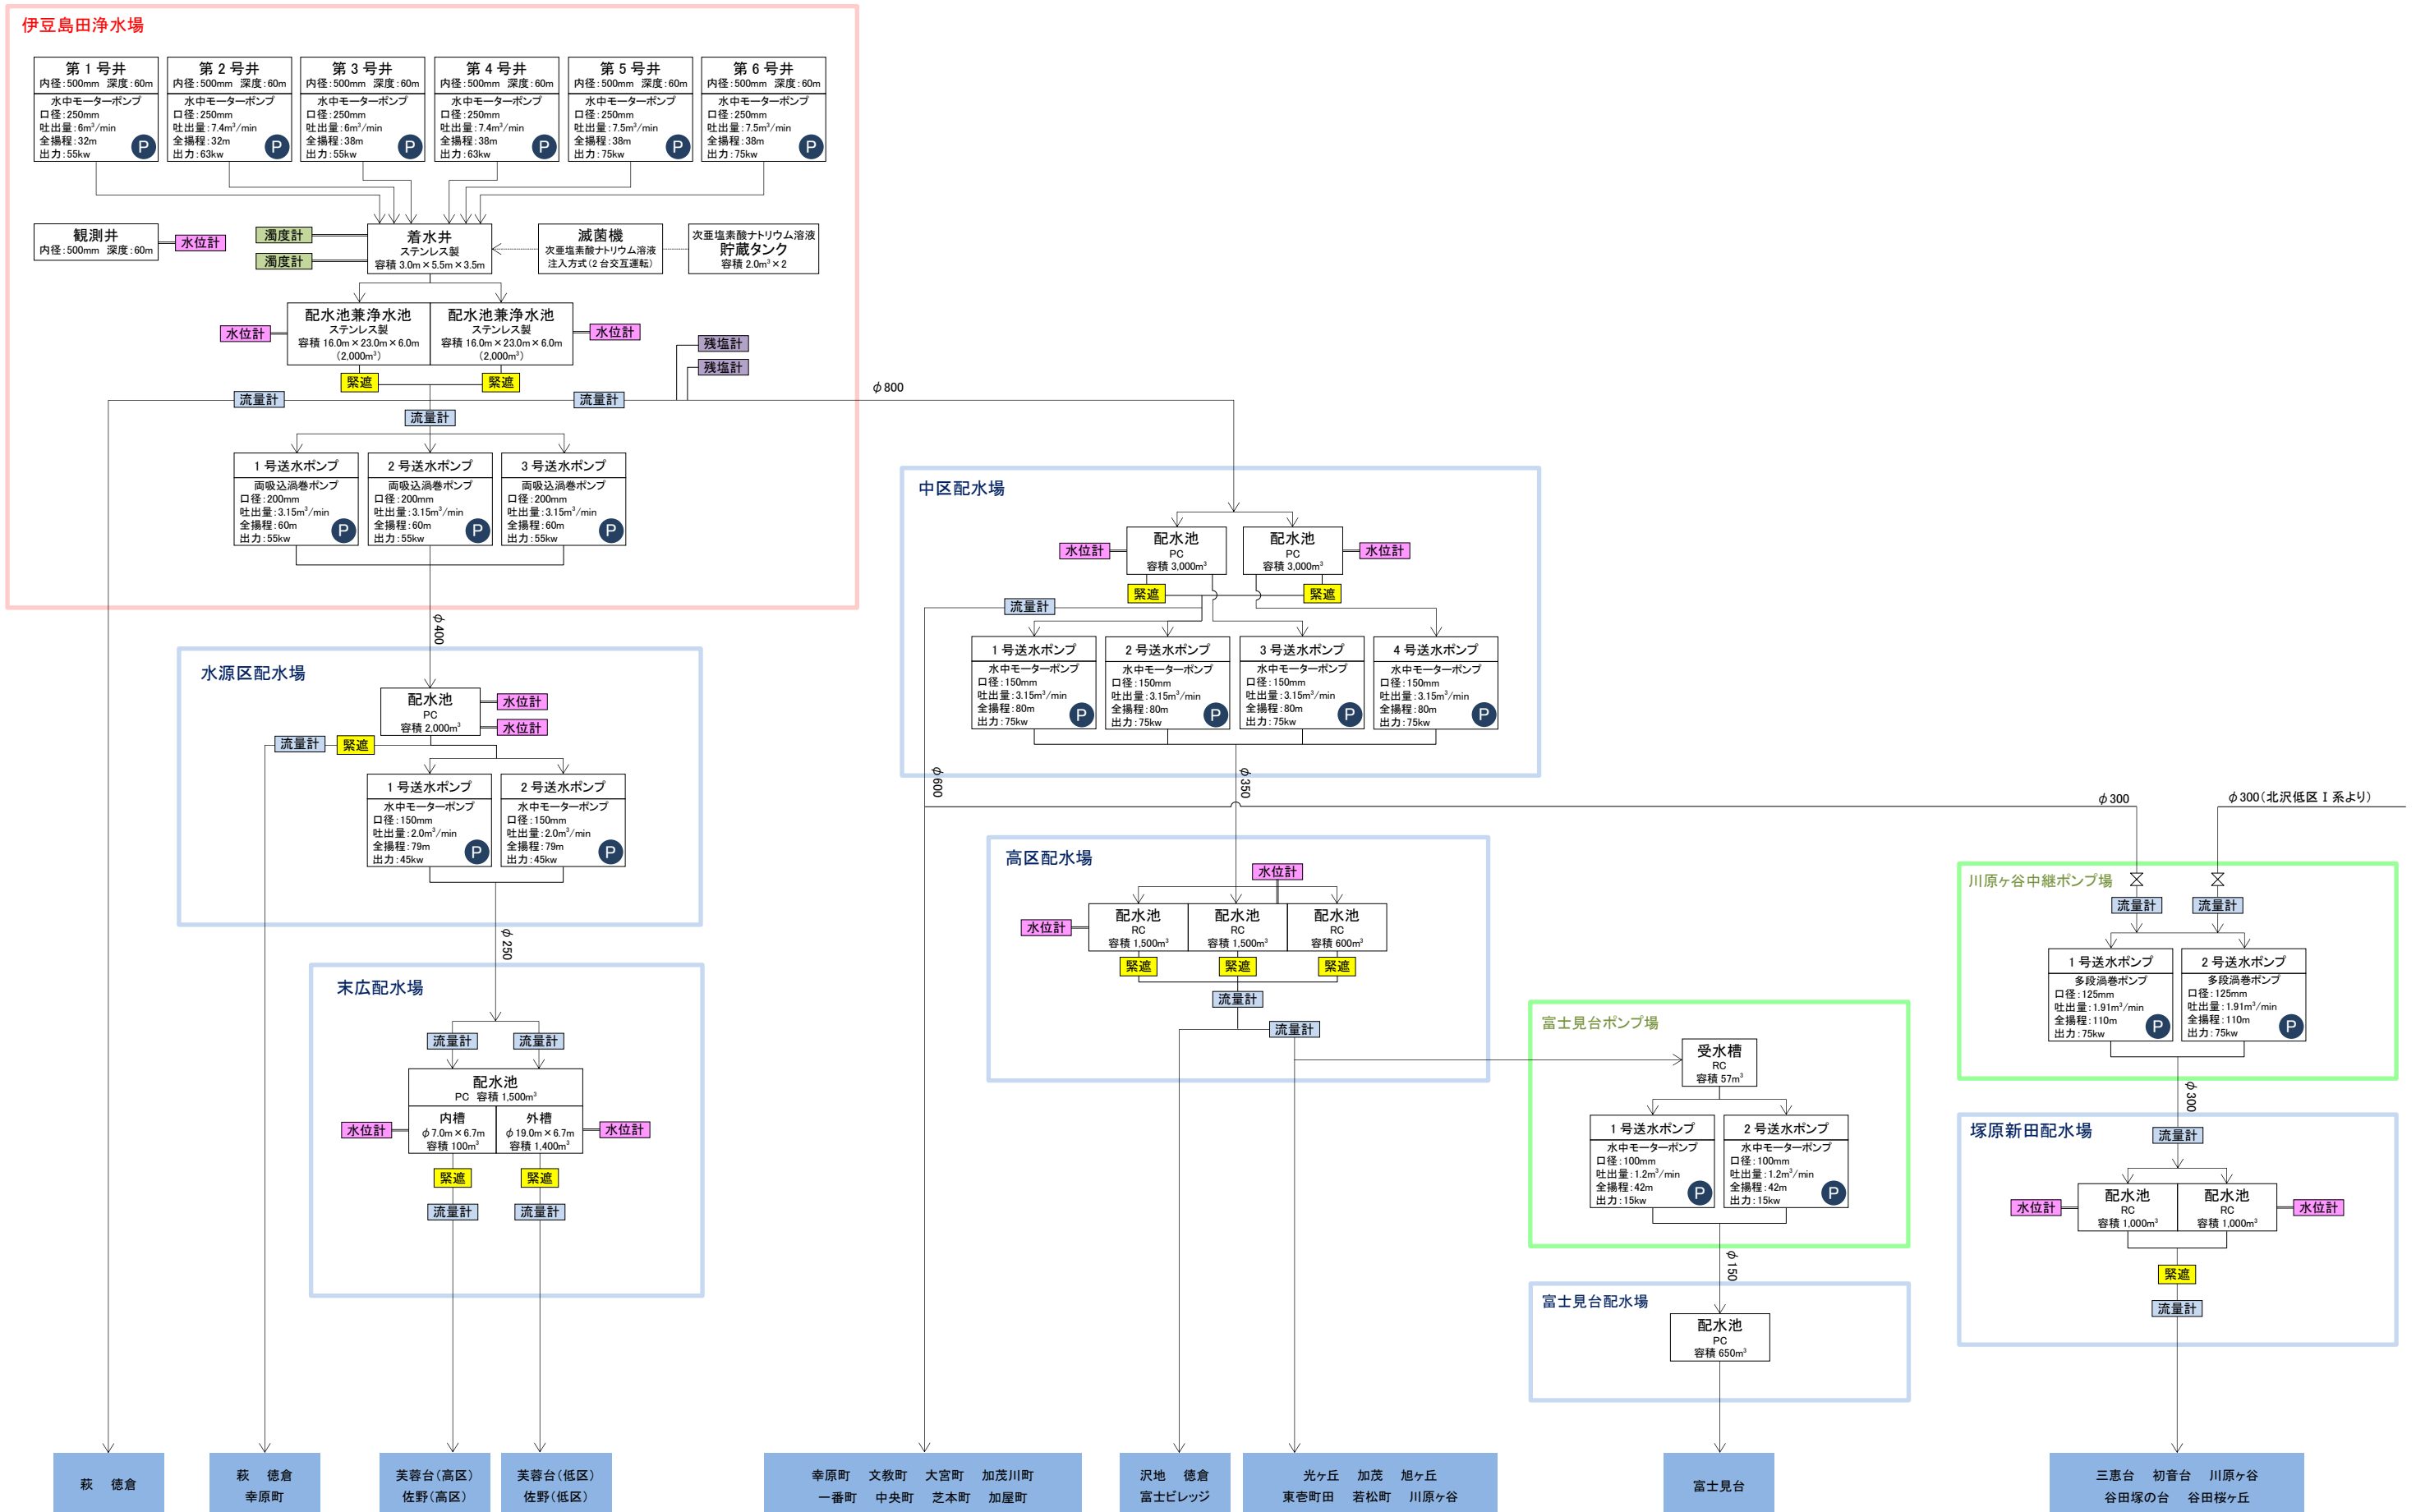 伊豆島田浄水場
第1号井
内径:500mm 深度:60m
水中モーターポンプ
口径:250mm
吐出量:6m³/min
全揚程:32m
出力:55kw
P
第2号井
内径:500mm 深度:60m
水中モーターポンプ
口径:250mm
吐出量:7.4m³/min
全揚程:32m
出力:63kw
P
第3号井
内径:500mm 深度:60m
水中モーターポンプ
口径:250mm
吐出量:6m³/min
全揚程:38m
出力:55kw
P
第4号井
内径:500mm 深度:60m
水中モーターポンプ
口径:250mm
吐出量:7.4m³/min
全揚程:38m
出力:63kw
P
第5号井
内径:500mm 深度:60m
水中モーターポンプ
口径:250mm
吐出量:7.5m³/min
全揚程:38m
出力:75kw
P
第6号井
内径:500mm 深度:60m
水中モーターポンプ
口径:250mm
吐出量:7.5m³/min
全揚程:38m
出力:75kw
P
観測井
内径:500mm 深度:60m
水位計
濁度計
濁度計
着水井
ステンレス製
容積 3.0m×5.5m×3.5m
滅菌機
次亜塩素酸ナトリウム溶液
注入方式(2台交互運転)
次亜塩素酸ナトリウム溶液
貯蔵タンク
容積 2.0m³×2
水位計
配水池兼浄水池
ステンレス製
容積 16.0m×23.0m×6.0m
(2,000m³)
配水池兼浄水池
ステンレス製
容積 16.0m×23.0m×6.0m
(2,000m³)
水位計
残塩計
残塩計
緊遮
緊遮
流量計
流量計
流量計
φ800
1号送水ポンプ
両吸込渦巻ポンプ
口径:200mm
吐出量:3.15m³/min
全揚程:60m
出力:55kw
P
2号送水ポンプ
両吸込渦巻ポンプ
口径:200mm
吐出量:3.15m³/min
全揚程:60m
出力:55kw
P
3号送水ポンプ
両吸込渦巻ポンプ
口径:200mm
吐出量:3.15m³/min
全揚程:60m
出力:55kw
P
φ400
水源区配水場
配水池
PC
容積 2,000m³
水位計
水位計
流量計
緊遮
1号送水ポンプ
水中モーターポンプ
口径:150mm
吐出量:2.0m³/min
全揚程:79m
出力:45kw
P
2号送水ポンプ
水中モーターポンプ
口径:150mm
吐出量:2.0m³/min
全揚程:79m
出力:45kw
P
φ250
末広配水場
流量計
流量計
配水池
PC 容積 1,500m³
内槽
φ7.0m×6.7m
容積 100m³
外槽
φ19.0m×6.7m
容積 1,400m³
水位計
水位計
緊遮
緊遮
流量計
流量計
中区配水場
水位計
配水池
PC
容積 3,000m³
配水池
PC
容積 3,000m³
水位計
緊遮
緊遮
流量計
1号送水ポンプ
水中モーターポンプ
口径:150mm
吐出量:3.15m³/min
全揚程:80m
出力:75kw
P
2号送水ポンプ
水中モーターポンプ
口径:150mm
吐出量:3.15m³/min
全揚程:80m
出力:75kw
P
3号送水ポンプ
水中モーターポンプ
口径:150mm
吐出量:3.15m³/min
全揚程:80m
出力:75kw
P
4号送水ポンプ
水中モーターポンプ
口径:150mm
吐出量:3.15m³/min
全揚程:80m
出力:75kw
P
φ600
φ350
φ300
φ300(北沢低区Ⅰ系より)
高区配水場
水位計
水位計
配水池
RC
容積 1,500m³
配水池
RC
容積 1,500m³
配水池
RC
容積 600m³
緊遮
緊遮
緊遮
流量計
流量計
富士見台ポンプ場
受水槽
RC
容積 57m³
1号送水ポンプ
水中モーターポンプ
口径:100mm
吐出量:1.2m³/min
全揚程:42m
出力:15kw
P
2号送水ポンプ
水中モーターポンプ
口径:100mm
吐出量:1.2m³/min
全揚程:42m
出力:15kw
P
φ150
富士見台配水場
配水池
PC
容積 650m³
川原ヶ谷中継ポンプ場
流量計
流量計
1号送水ポンプ
多段渦巻ポンプ
口径:125mm
吐出量:1.91m³/min
全揚程:110m
出力:75kw
P
2号送水ポンプ
多段渦巻ポンプ
口径:125mm
吐出量:1.91m³/min
全揚程:110m
出力:75kw
P
φ300
塚原新田配水場
流量計
水位計
配水池
RC
容積 1,000m³
配水池
RC
容積 1,000m³
水位計
緊遮
流量計
萩 徳倉
萩 徳倉
幸原町
芙蓉台(高区)
佐野(高区)
芙蓉台(低区)
佐野(低区)
幸原町 文教町 大宮町 加茂川町
一番町 中央町 芝本町 加屋町
沢地 徳倉
富士ビレッジ
光ヶ丘 加茂 旭ヶ丘
東壱町田 若松町 川原ヶ谷
富士見台
三恵台 初音台 川原ヶ谷
谷田塚の台 谷田桜ヶ丘